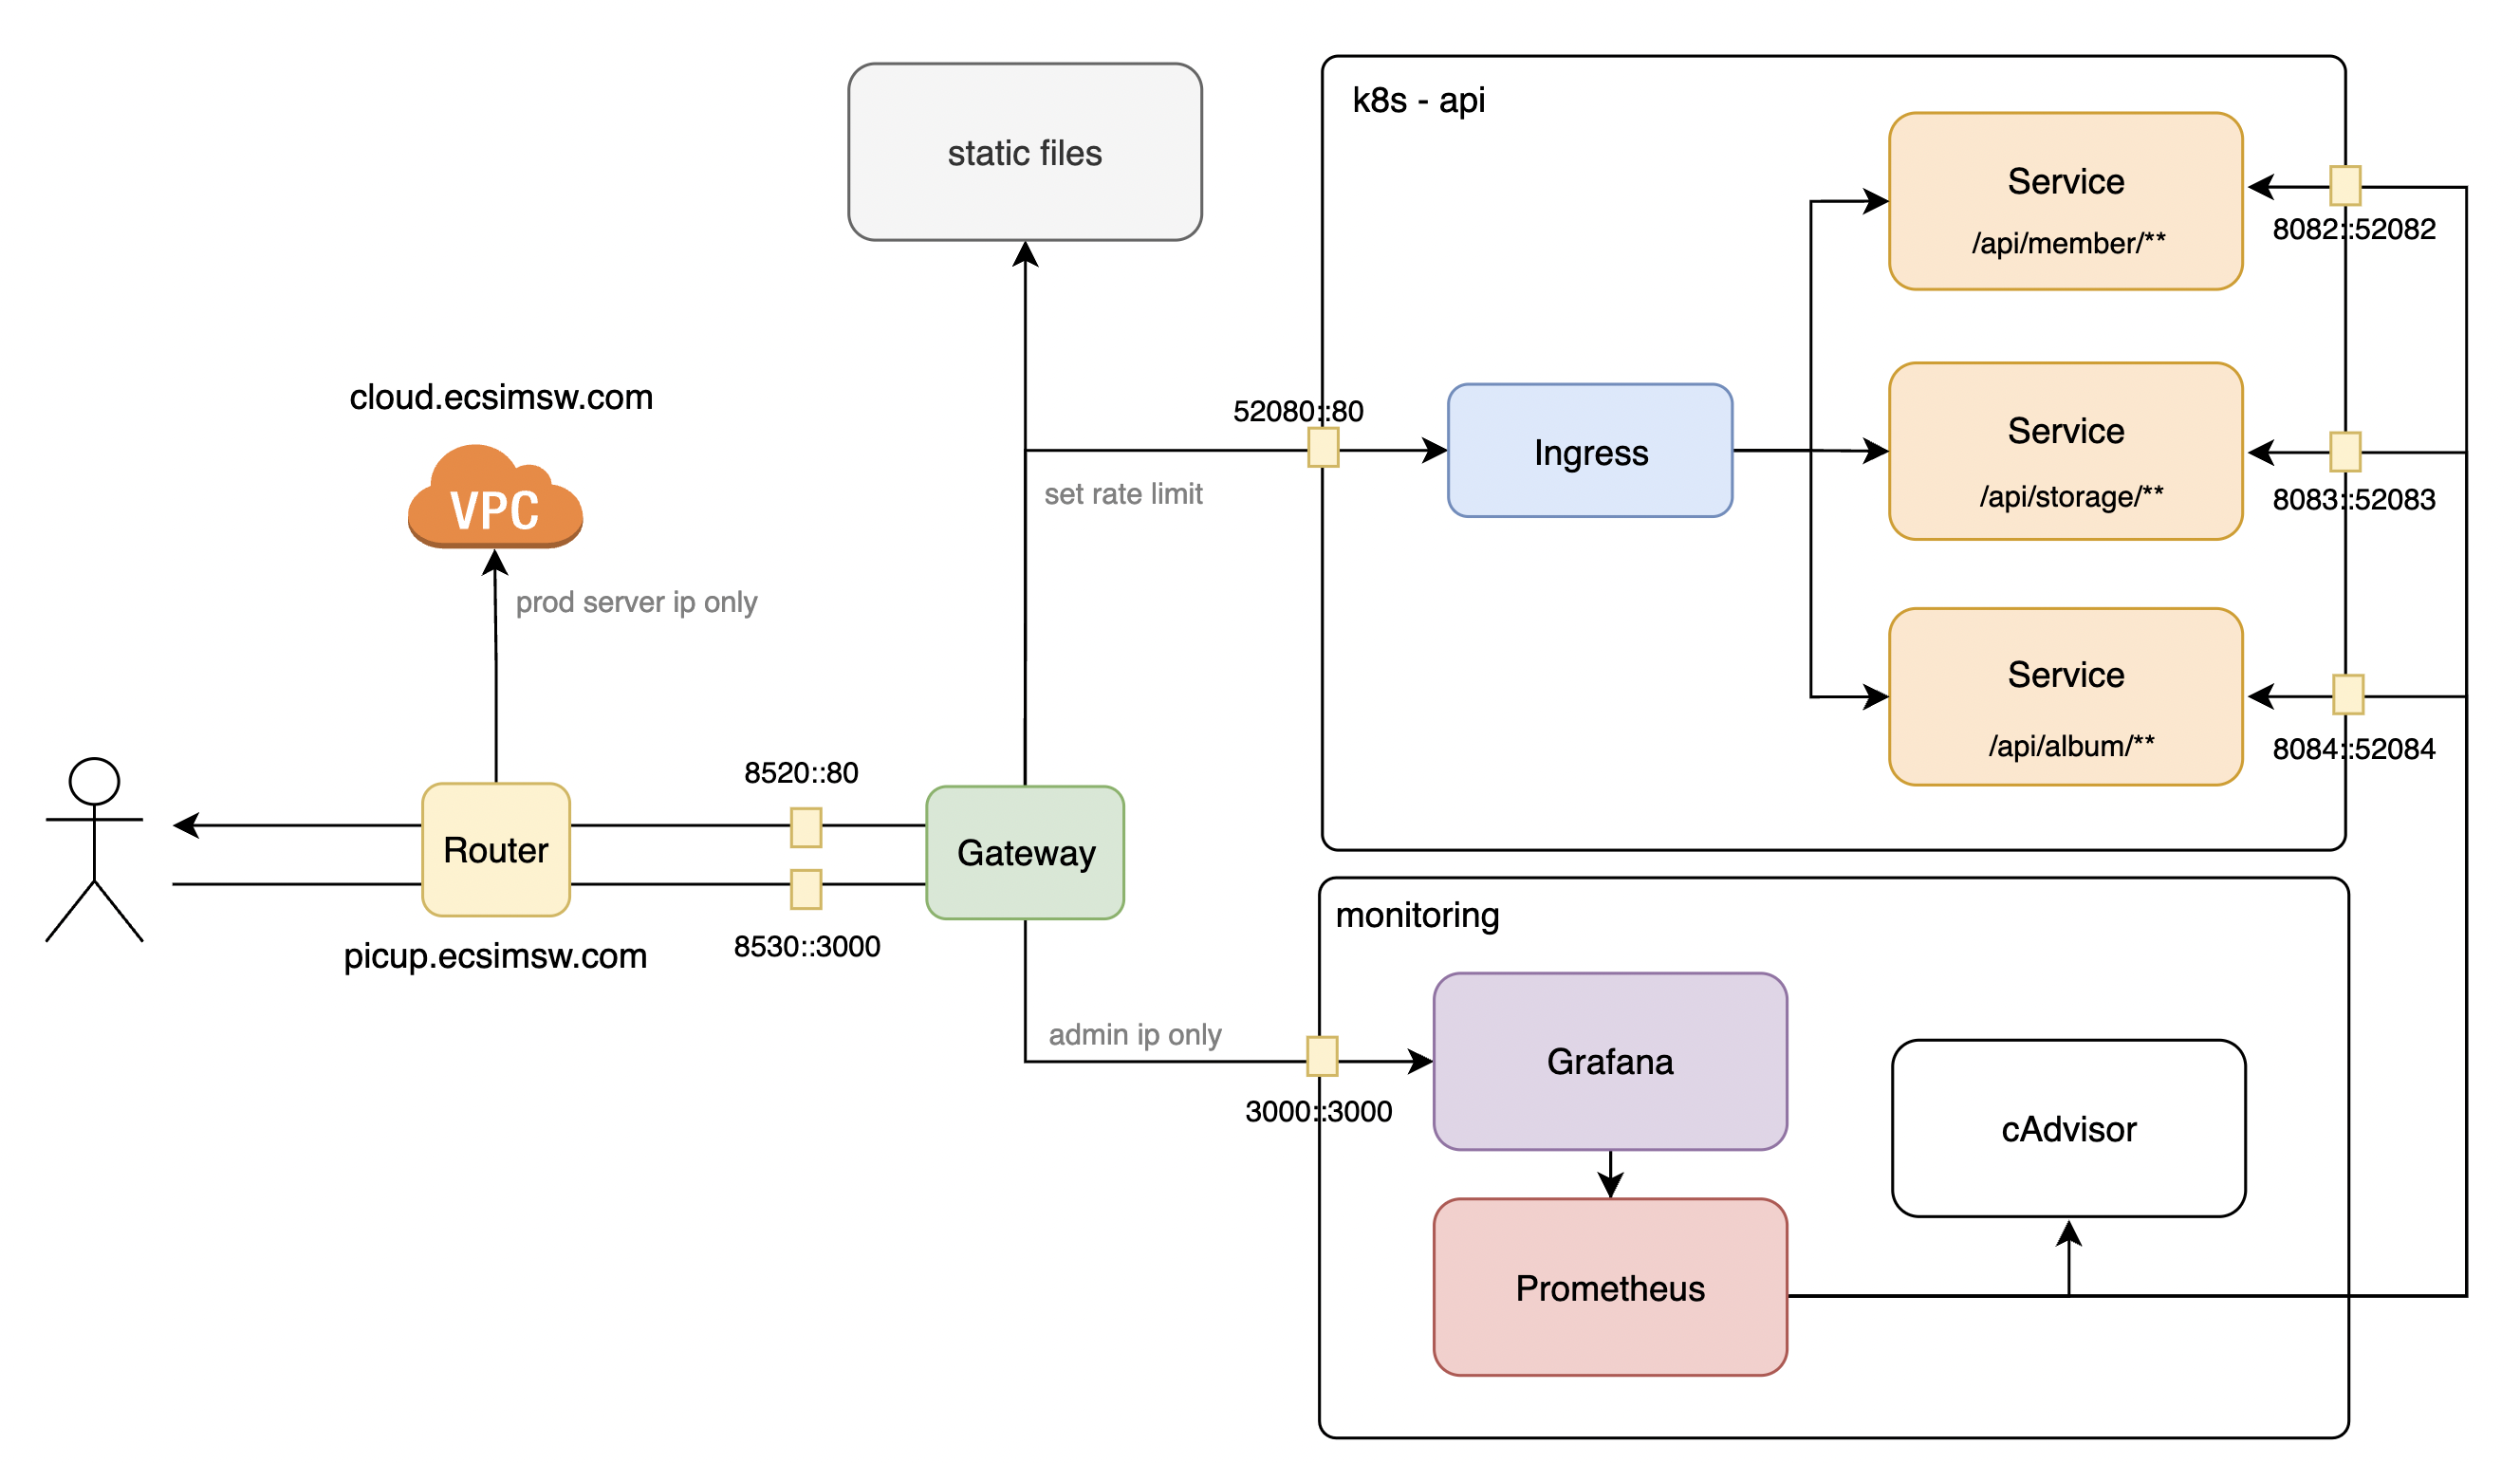 static files
k8s - api
Service
/api/member/**
8082::52082
cloud.ecsimsw.com
VPC
prod server ip only
52080::80
set rate limit
Ingress
Service
/api/storage/**
8083::52083
Service
/api/album/**
8084::52084
8520::80
Router
Gateway
picup.ecsimsw.com
8530::3000
monitoring
admin ip only
3000::3000
Grafana
cAdvisor
Prometheus